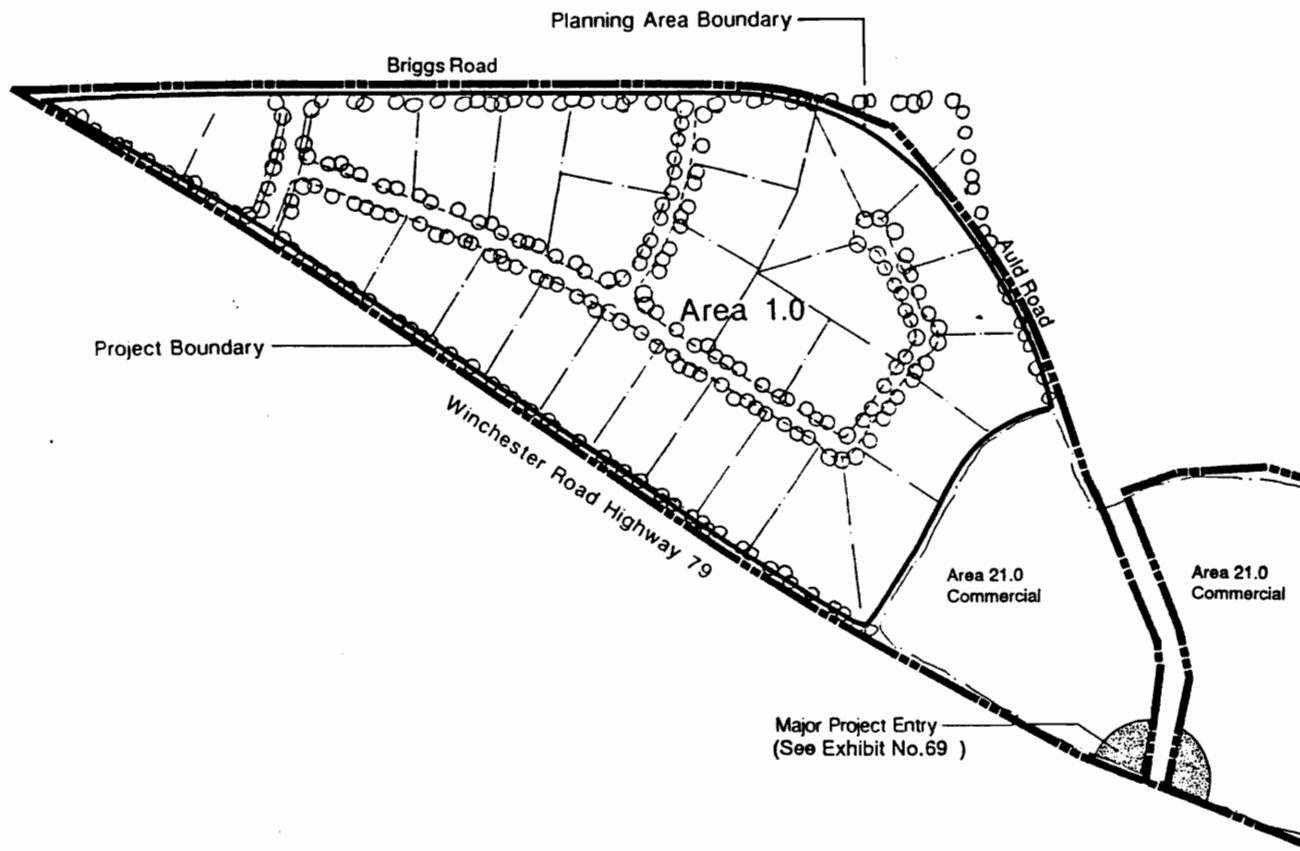 Planning Area Boundary
Briggs Road
Auld Road
Area 1.0
Project Boundary
Winchester Road Highway 79
Area 21.0
Commercial
Area 21.0
Commercial
Major Project Entry
(See Exhibit No.69 )